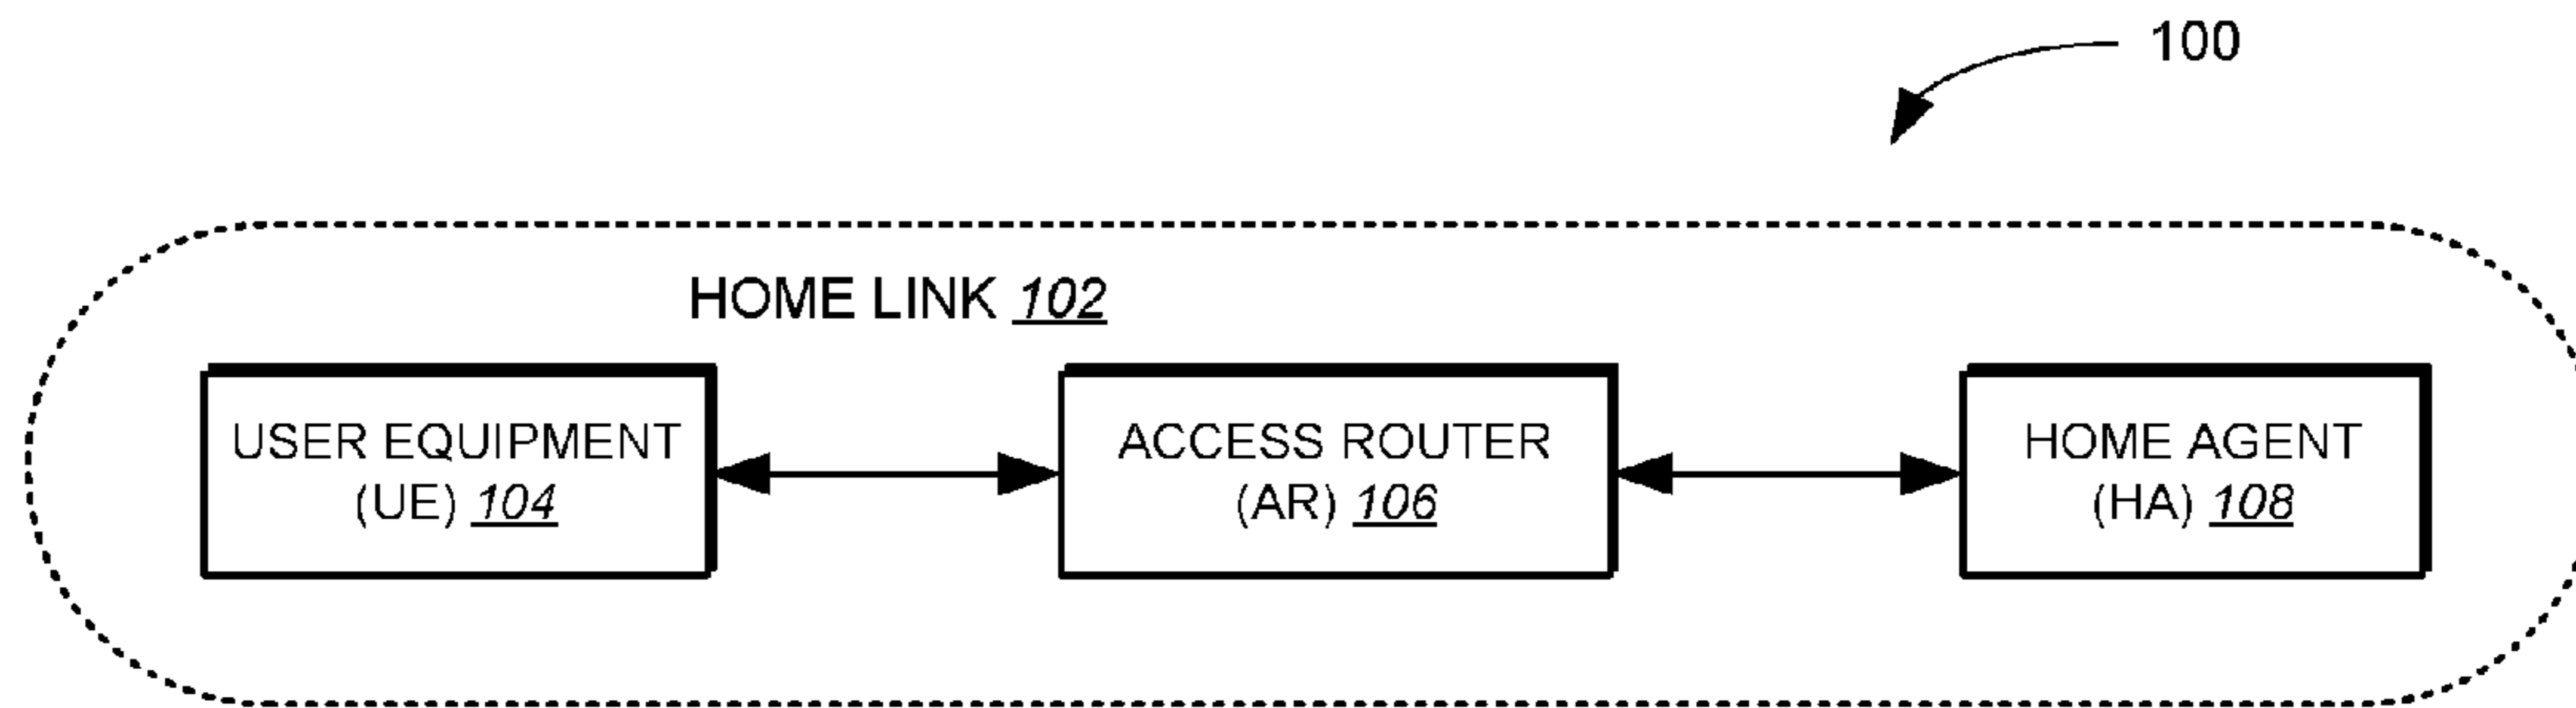 100
HOME LINK 102
USER EQUIPMENT
(UE) 104
ACCESS ROUTER
(AR) 106
HOME AGENT
(HA) 108